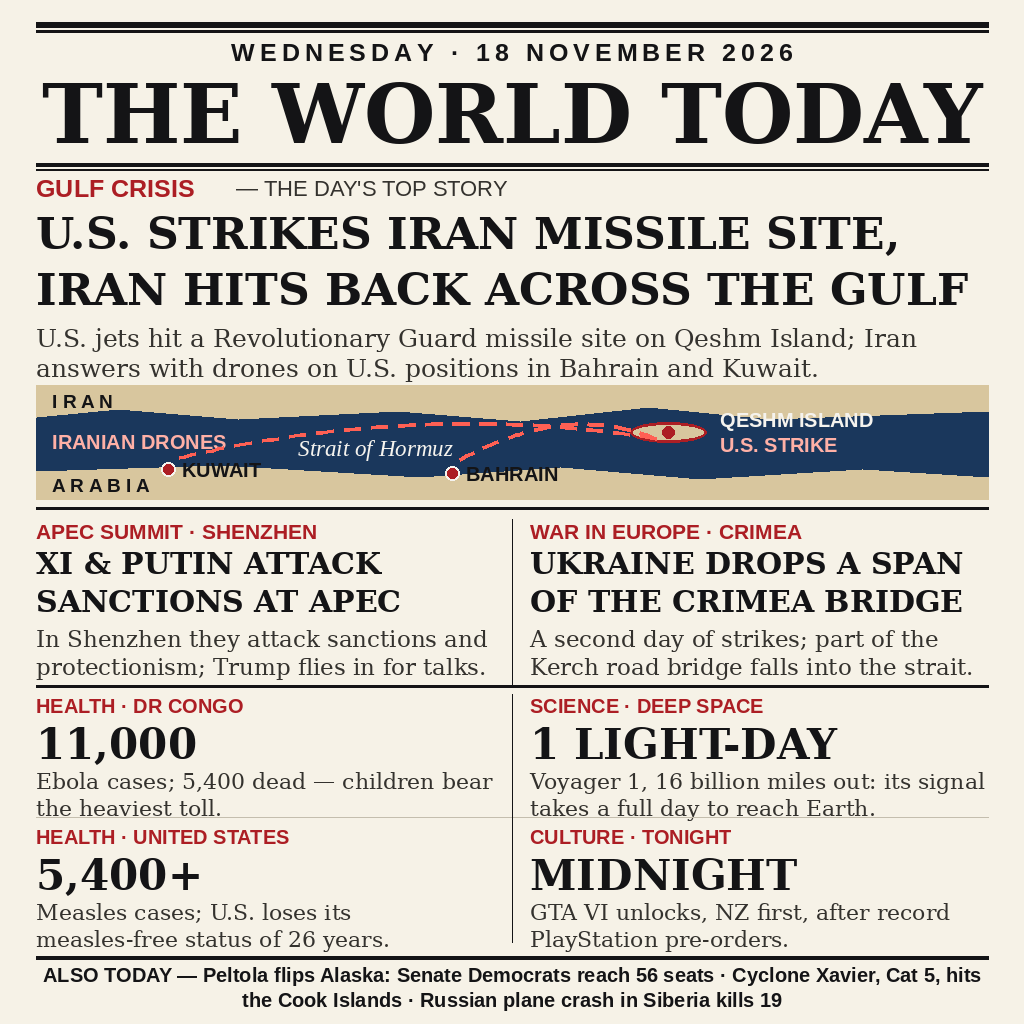 WEDNESDAY · 18 NOVEMBER 2026
THE WORLD TODAY
GULF CRISIS — THE DAY'S TOP STORY
U.S. STRIKES IRAN MISSILE SITE,
IRAN HITS BACK ACROSS THE GULF
U.S. jets hit a Revolutionary Guard missile site on Qeshm Island; Iran
answers with drones on U.S. positions in Bahrain and Kuwait.
IRAN
QESHM ISLAND
IRANIAN DRONES
Strait of Hormuz
U.S. STRIKE
KUWAIT
BAHRAIN
ARABIA
APEC SUMMIT · SHENZHEN
XI & PUTIN ATTACK
SANCTIONS AT APEC
In Shenzhen they attack sanctions and
protectionism; Trump flies in for talks.
WAR IN EUROPE · CRIMEA
UKRAINE DROPS A SPAN
OF THE CRIMEA BRIDGE
A second day of strikes; part of the
Kerch road bridge falls into the strait.
HEALTH · DR CONGO
11,000
Ebola cases; 5,400 dead — children bear
the heaviest toll.
SCIENCE · DEEP SPACE
1 LIGHT-DAY
Voyager 1, 16 billion miles out: its signal
takes a full day to reach Earth.
HEALTH · UNITED STATES
5,400+
Measles cases; U.S. loses its
measles-free status of 26 years.
CULTURE · TONIGHT
MIDNIGHT
GTA VI unlocks, NZ first, after record
PlayStation pre-orders.
ALSO TODAY — Peltola flips Alaska: Senate Democrats reach 56 seats · Cyclone Xavier, Cat 5, hits
the Cook Islands · Russian plane crash in Siberia kills 19